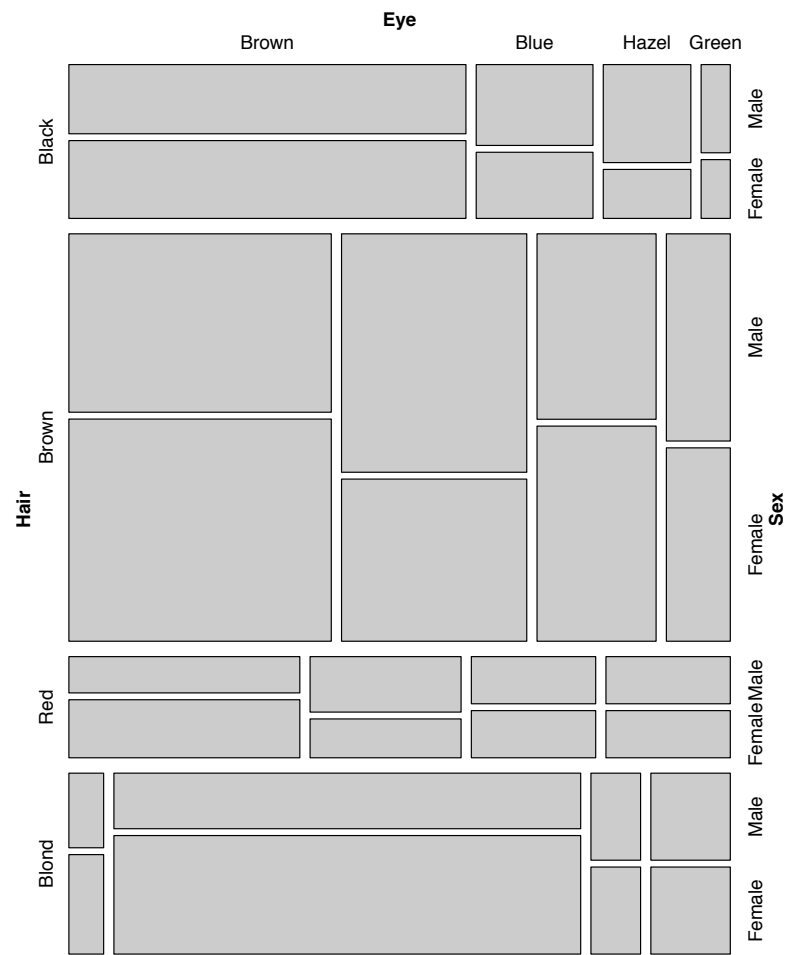 Eye
Brown Blue Hazel Green
Hair
Black
Brown
Red
Blond
Sex
Male
Female
Male
Female
Male
Female
Male
Female